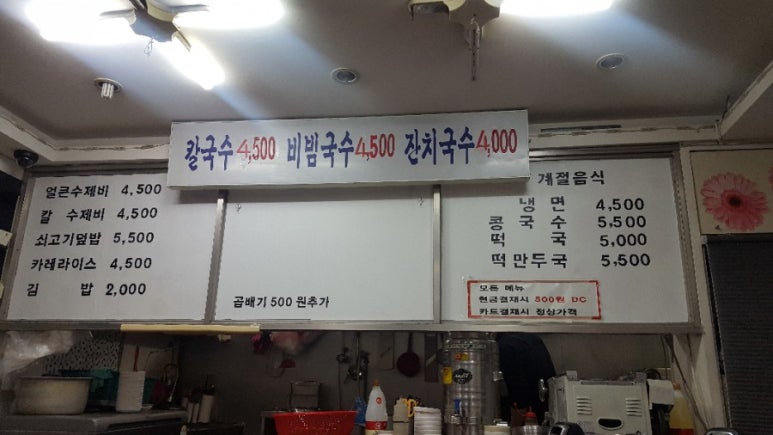 칼국수 4,500 비빔국수 4,500 잔치국수 4,000
얼큰수제비 4,500
칼 수제비 4,500
쇠고기덮밥 5,500
카레라이스 4,500
김 밥 2,000
곱배기 500 원추가
계절음식
냉 면 4,500
콩 국 수 5,500
떡 국 5,000
떡만두국 5,500
모든 메뉴
현금결재시 500원 DC
카드결재시 정상가격